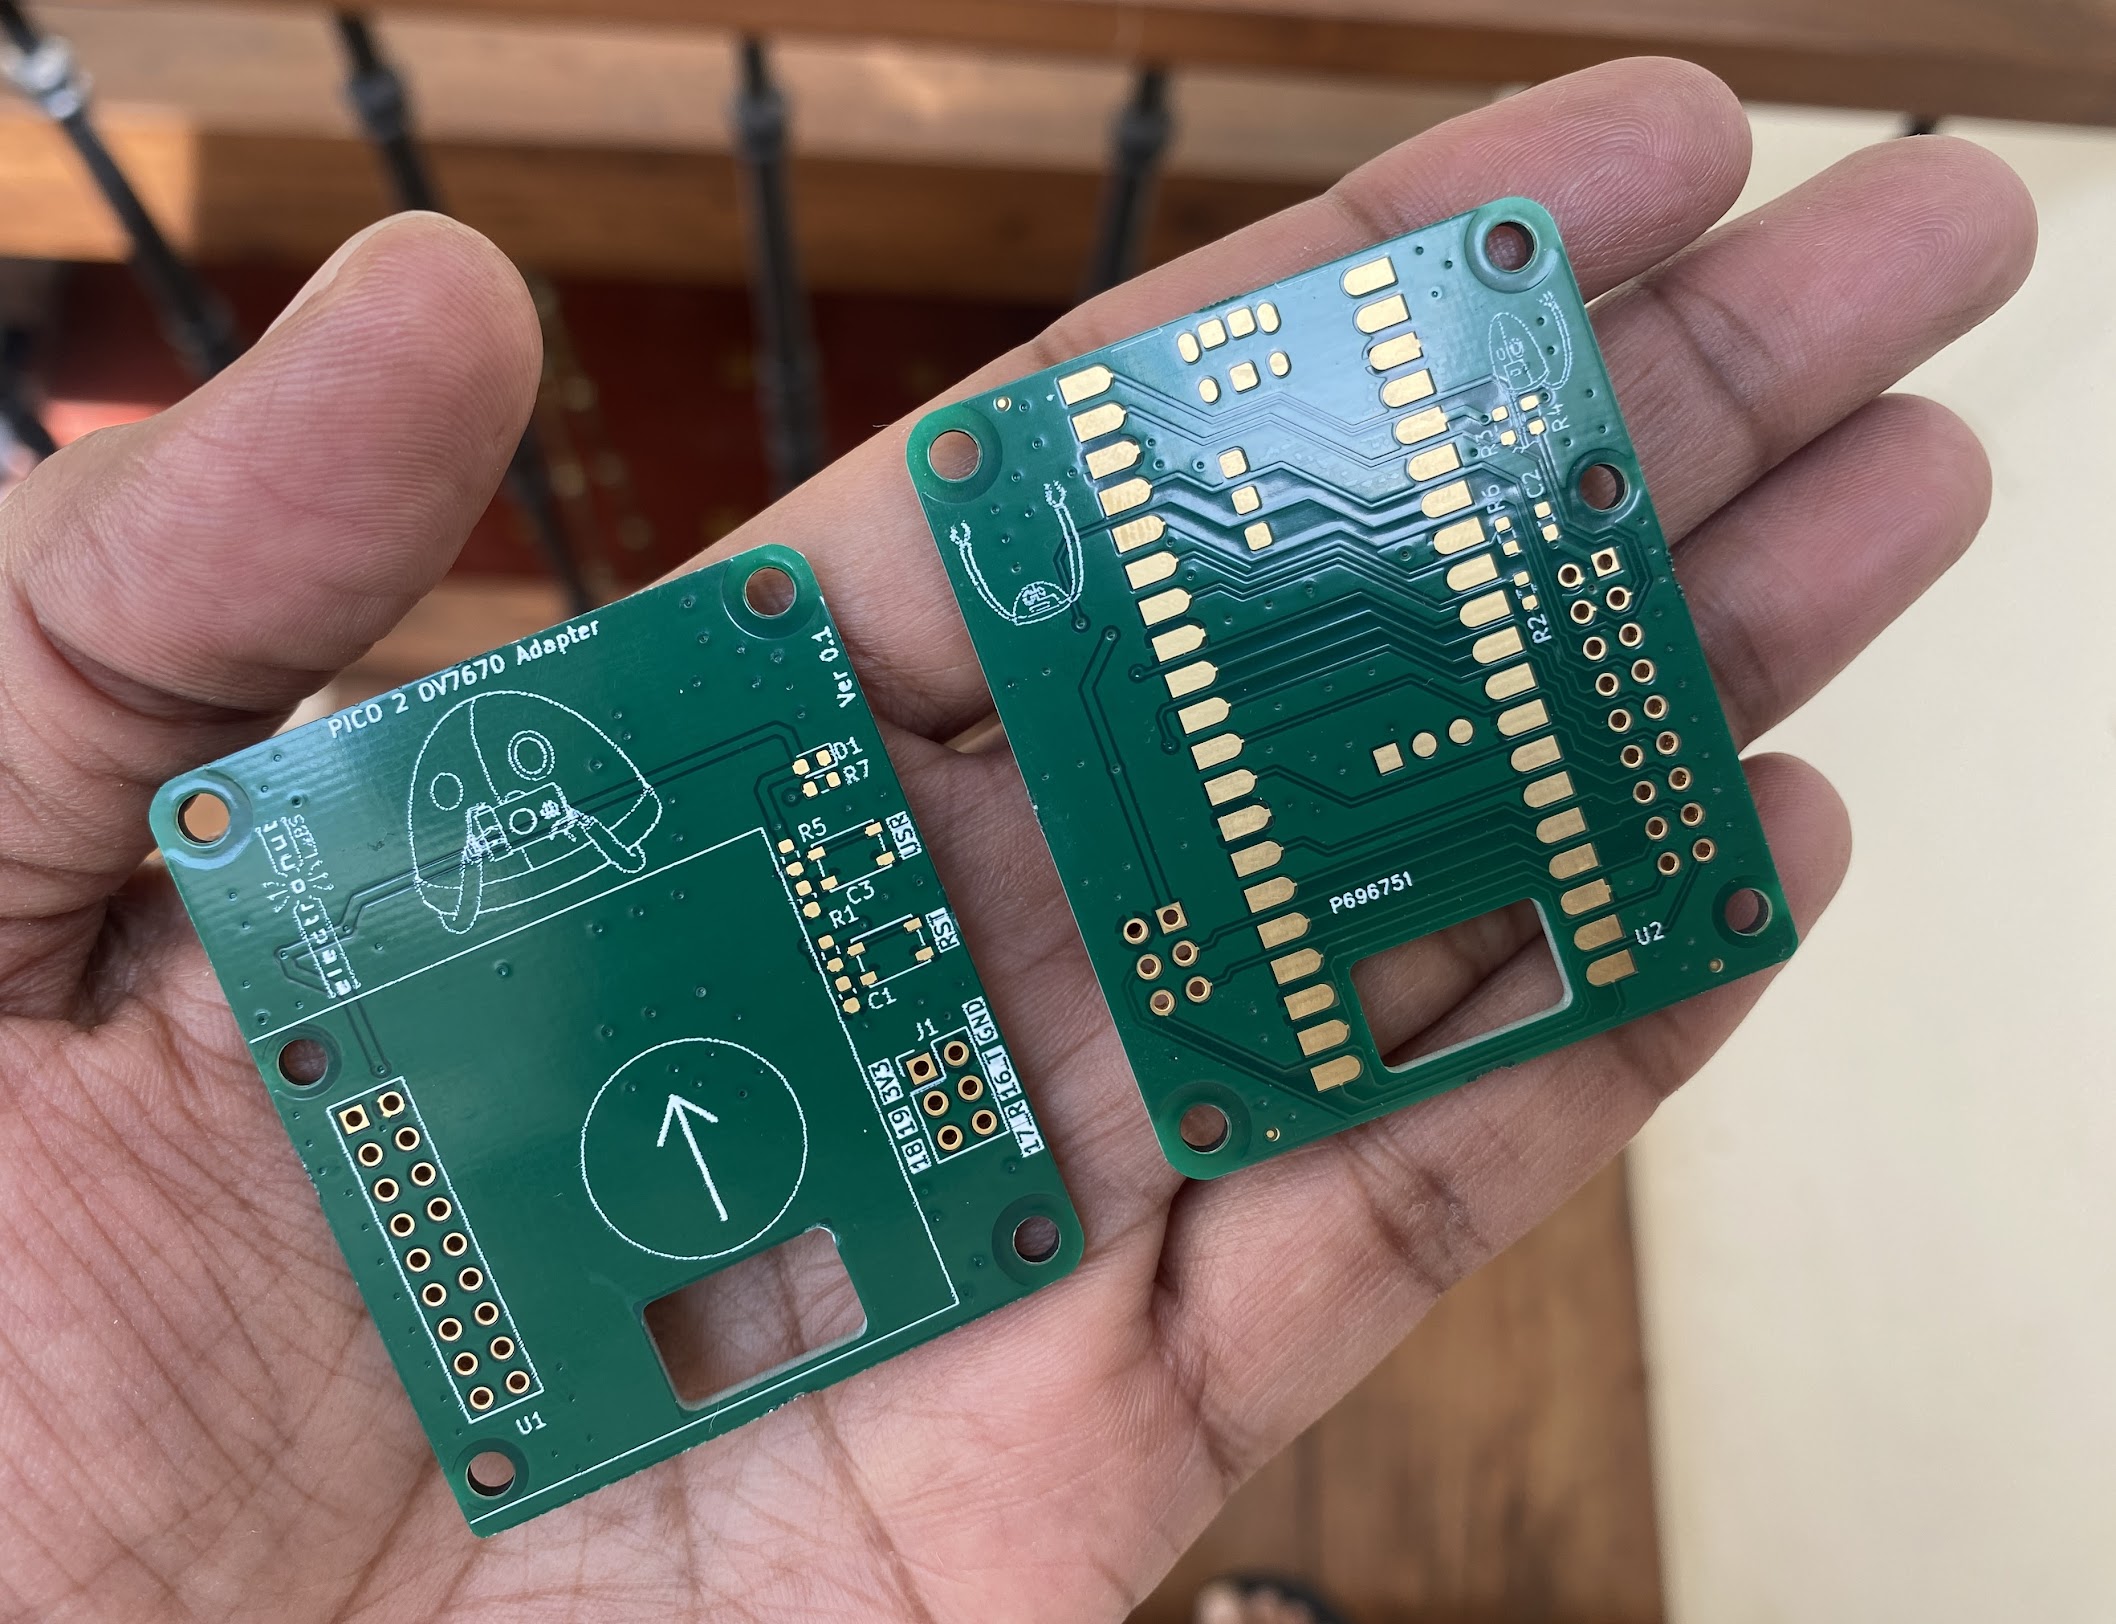 PICO 2 OV7670 Adapter
Ver 0.1
electronut
LABS
D1
R7
R5
USR
C3
R1
RST
C1
J1
GND
3V3
16_T
19
17_R
18
U1
R4
R3
C2
R6
R2
P696751
U2